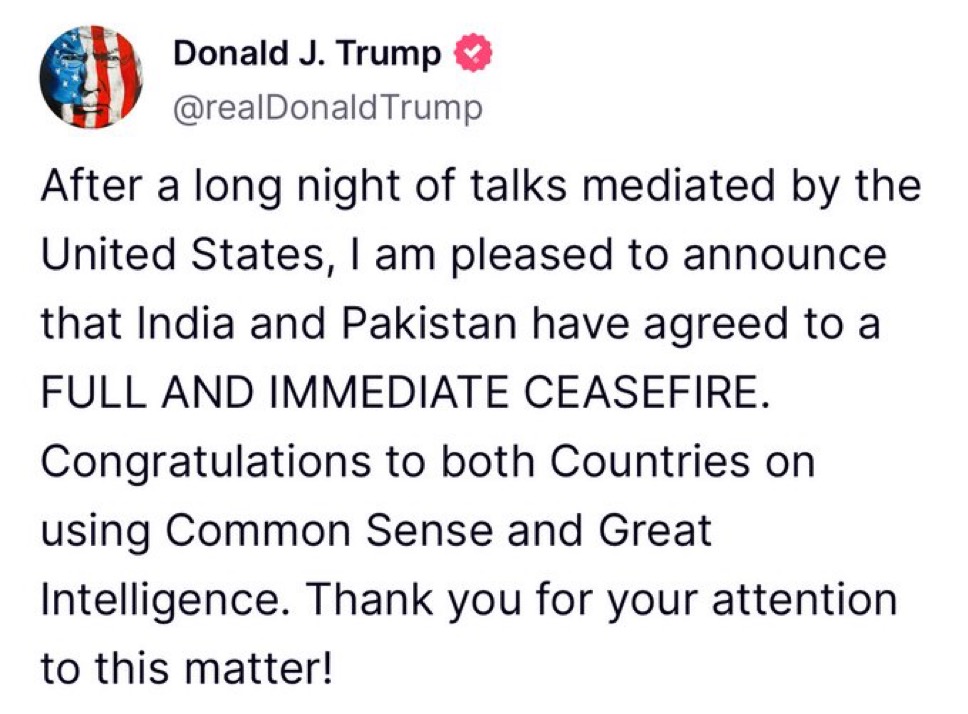 Donald J. Trump
@realDonaldTrump
After a long night of talks mediated by the
United States, I am pleased to announce
that India and Pakistan have agreed to a
FULL AND IMMEDIATE CEASEFIRE.
Congratulations to both Countries on
using Common Sense and Great
Intelligence. Thank you for your attention
to this matter!